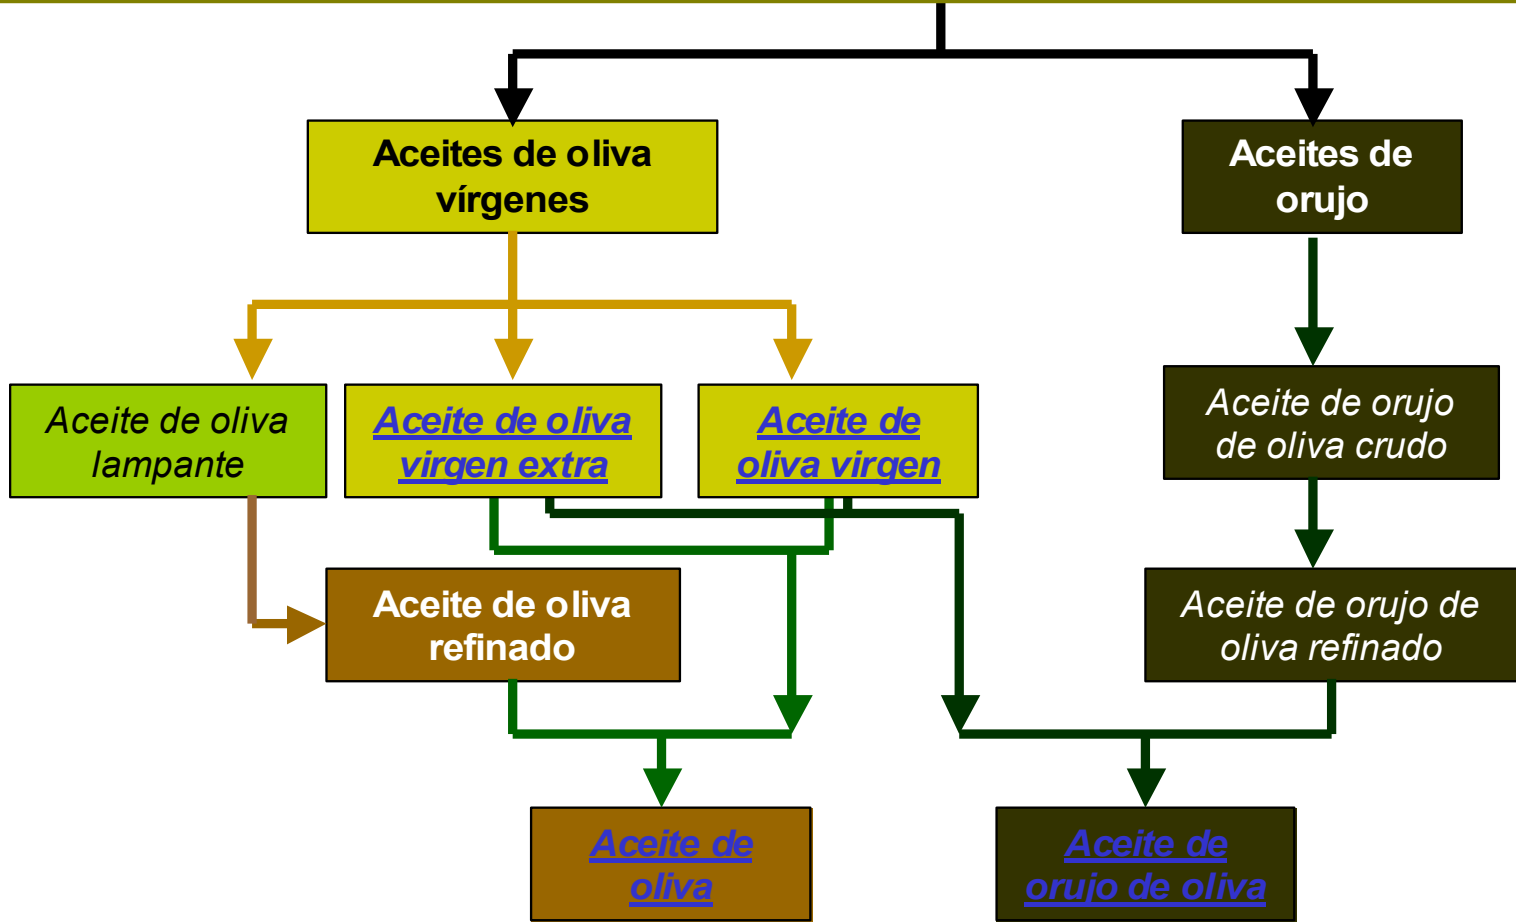 Aceites de oliva
vírgenes
Aceites de
orujo
Aceite de oliva
lampante
Aceite de oliva
virgen extra
Aceite de
oliva virgen
Aceite de orujo
de oliva crudo
Aceite de oliva
refinado
Aceite de orujo de
oliva refinado
Aceite de
oliva
Aceite de
orujo de oliva